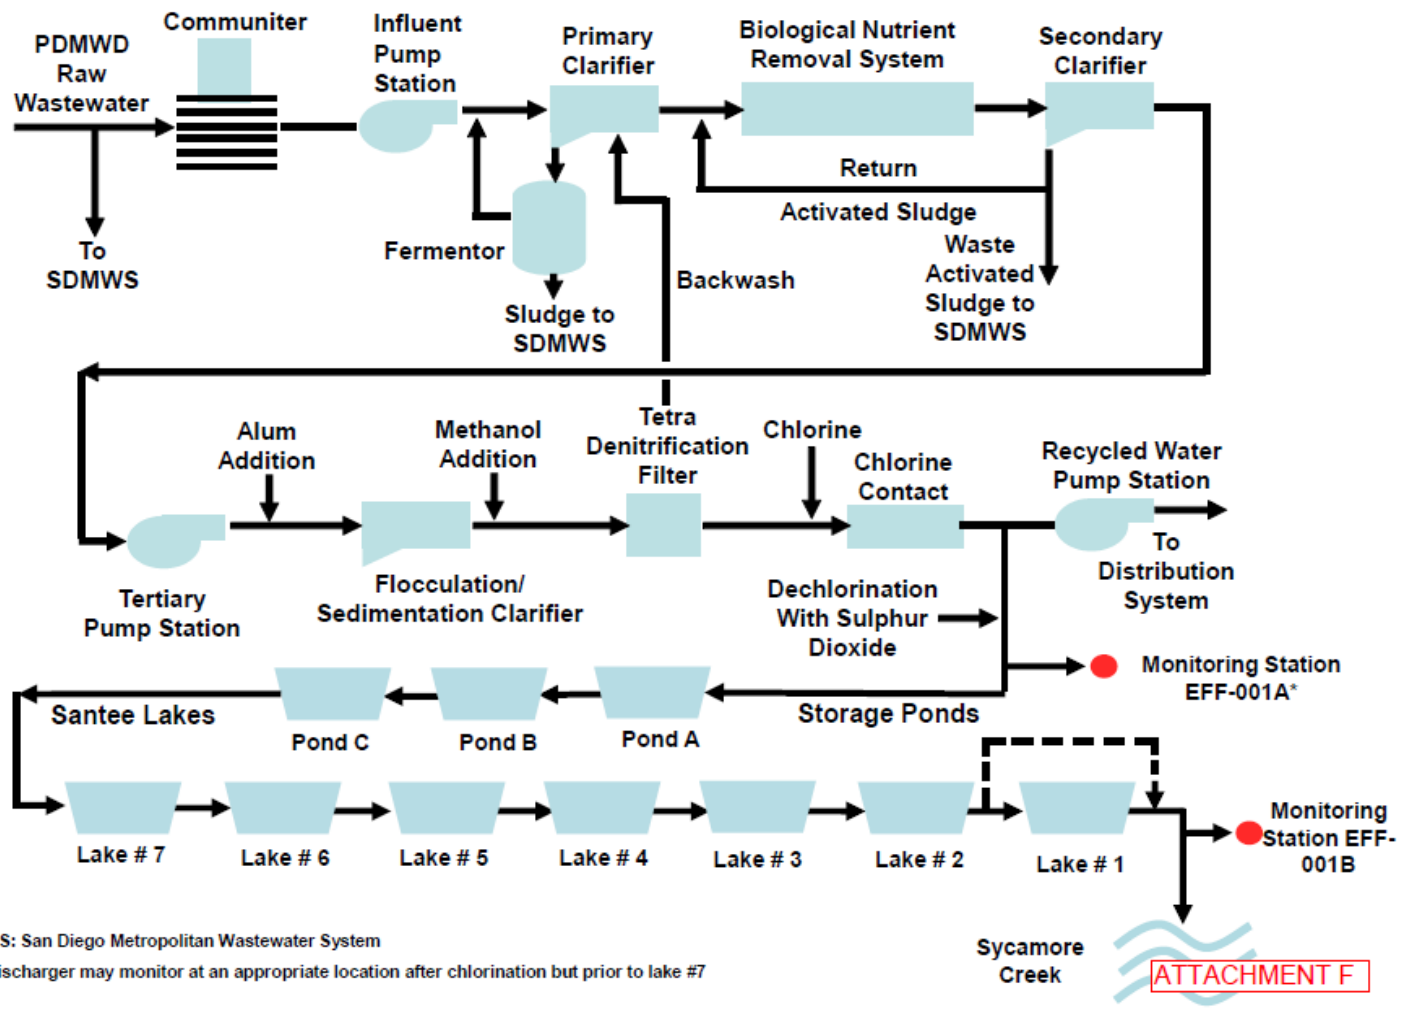 PDMWD
Raw
Wastewater
Communiter
Influent
Pump
Station
Primary
Clarifier
Biological Nutrient
Removal System
Secondary
Clarifier
To
SDMWS
Fermentor
Sludge to
SDMWS
Backwash
Return
Activated Sludge
Waste
Activated
Sludge to
SDMWS
Alum
Addition
Methanol
Addition
Tetra
Denitrification
Filter
Chlorine
Chlorine
Contact
Recycled Water
Pump Station
To
Distribution
System
Tertiary
Pump Station
Flocculation/
Sedimentation Clarifier
Dechlorination
With Sulphur
Dioxide
Monitoring Station
EFF-001A*
Santee Lakes
Pond C
Pond B
Pond A
Storage Ponds
Lake # 7
Lake # 6
Lake # 5
Lake # 4
Lake # 3
Lake # 2
Lake # 1
Monitoring
Station EFF-
001B
Sycamore
Creek
ATTACHMENT F
S: San Diego Metropolitan Wastewater System
ischarger may monitor at an appropriate location after chlorination but prior to lake #7